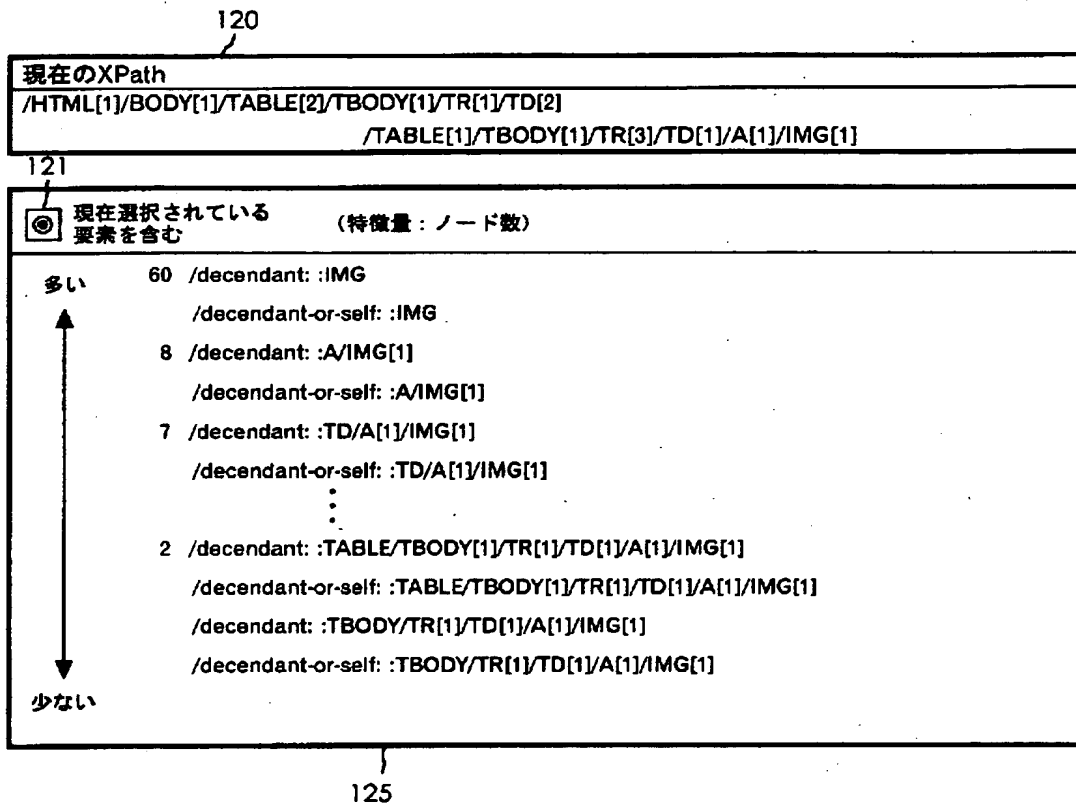 120
現在のXPath
/HTML[1]/BODY[1]/TABLE[2]/TBODY[1]/TR[1]/TD[2]
/TABLE[1]/TBODY[1]/TR[3]/TD[1]/A[1]/IMG[1]
121
現在選択されている
要素を含む
（特徴量：ノード数）
多い
60 /decendant: :IMG
/decendant-or-self: :IMG
8 /decendant: :A/IMG[1]
/decendant-or-self: :A/IMG[1]
7 /decendant: :TD/A[1]/IMG[1]
/decendant-or-self: :TD/A[1]/IMG[1]
2 /decendant: :TABLE/TBODY[1]/TR[1]/TD[1]/A[1]/IMG[1]
/decendant-or-self: :TABLE/TBODY[1]/TR[1]/TD[1]/A[1]/IMG[1]
/decendant: :TBODY/TR[1]/TD[1]/A[1]/IMG[1]
/decendant-or-self: :TBODY/TR[1]/TD[1]/A[1]/IMG[1]
少ない
125